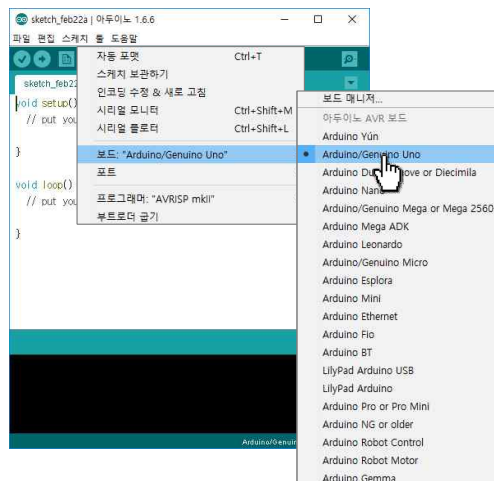 sketch_feb22a | 아두이노 1.6.6
파일 편집 스케치 툴 도움말
sketch_feb22
void setup()
// put you
}
void loop()
// put you
}
자동 포맷 Ctrl+T
스케치 보관하기
인코딩 수정 & 새로 고침
시리얼 모니터 Ctrl+Shift+M
시리얼 플로터 Ctrl+Shift+L
보드: "Arduino/Genuino Uno"
포트
프로그래머: "AVRISP mkII"
부트로더 굽기
보드 매니저...
아두이노 AVR 보드
Arduino Yún
Arduino/Genuino Uno
Arduino ove or Diecimila
Arduino Nano
Arduino/Genuino Mega or Mega 2560
Arduino Mega ADK
Arduino Leonardo
Arduino/Genuino Micro
Arduino Esplora
Arduino Mini
Arduino Ethernet
Arduino Fio
Arduino BT
LilyPad Arduino USB
LilyPad Arduino
Arduino Pro or Pro Mini
Arduino NG or older
Arduino Robot Control
Arduino Robot Motor
Arduino Gemma
Arduino/Genuin